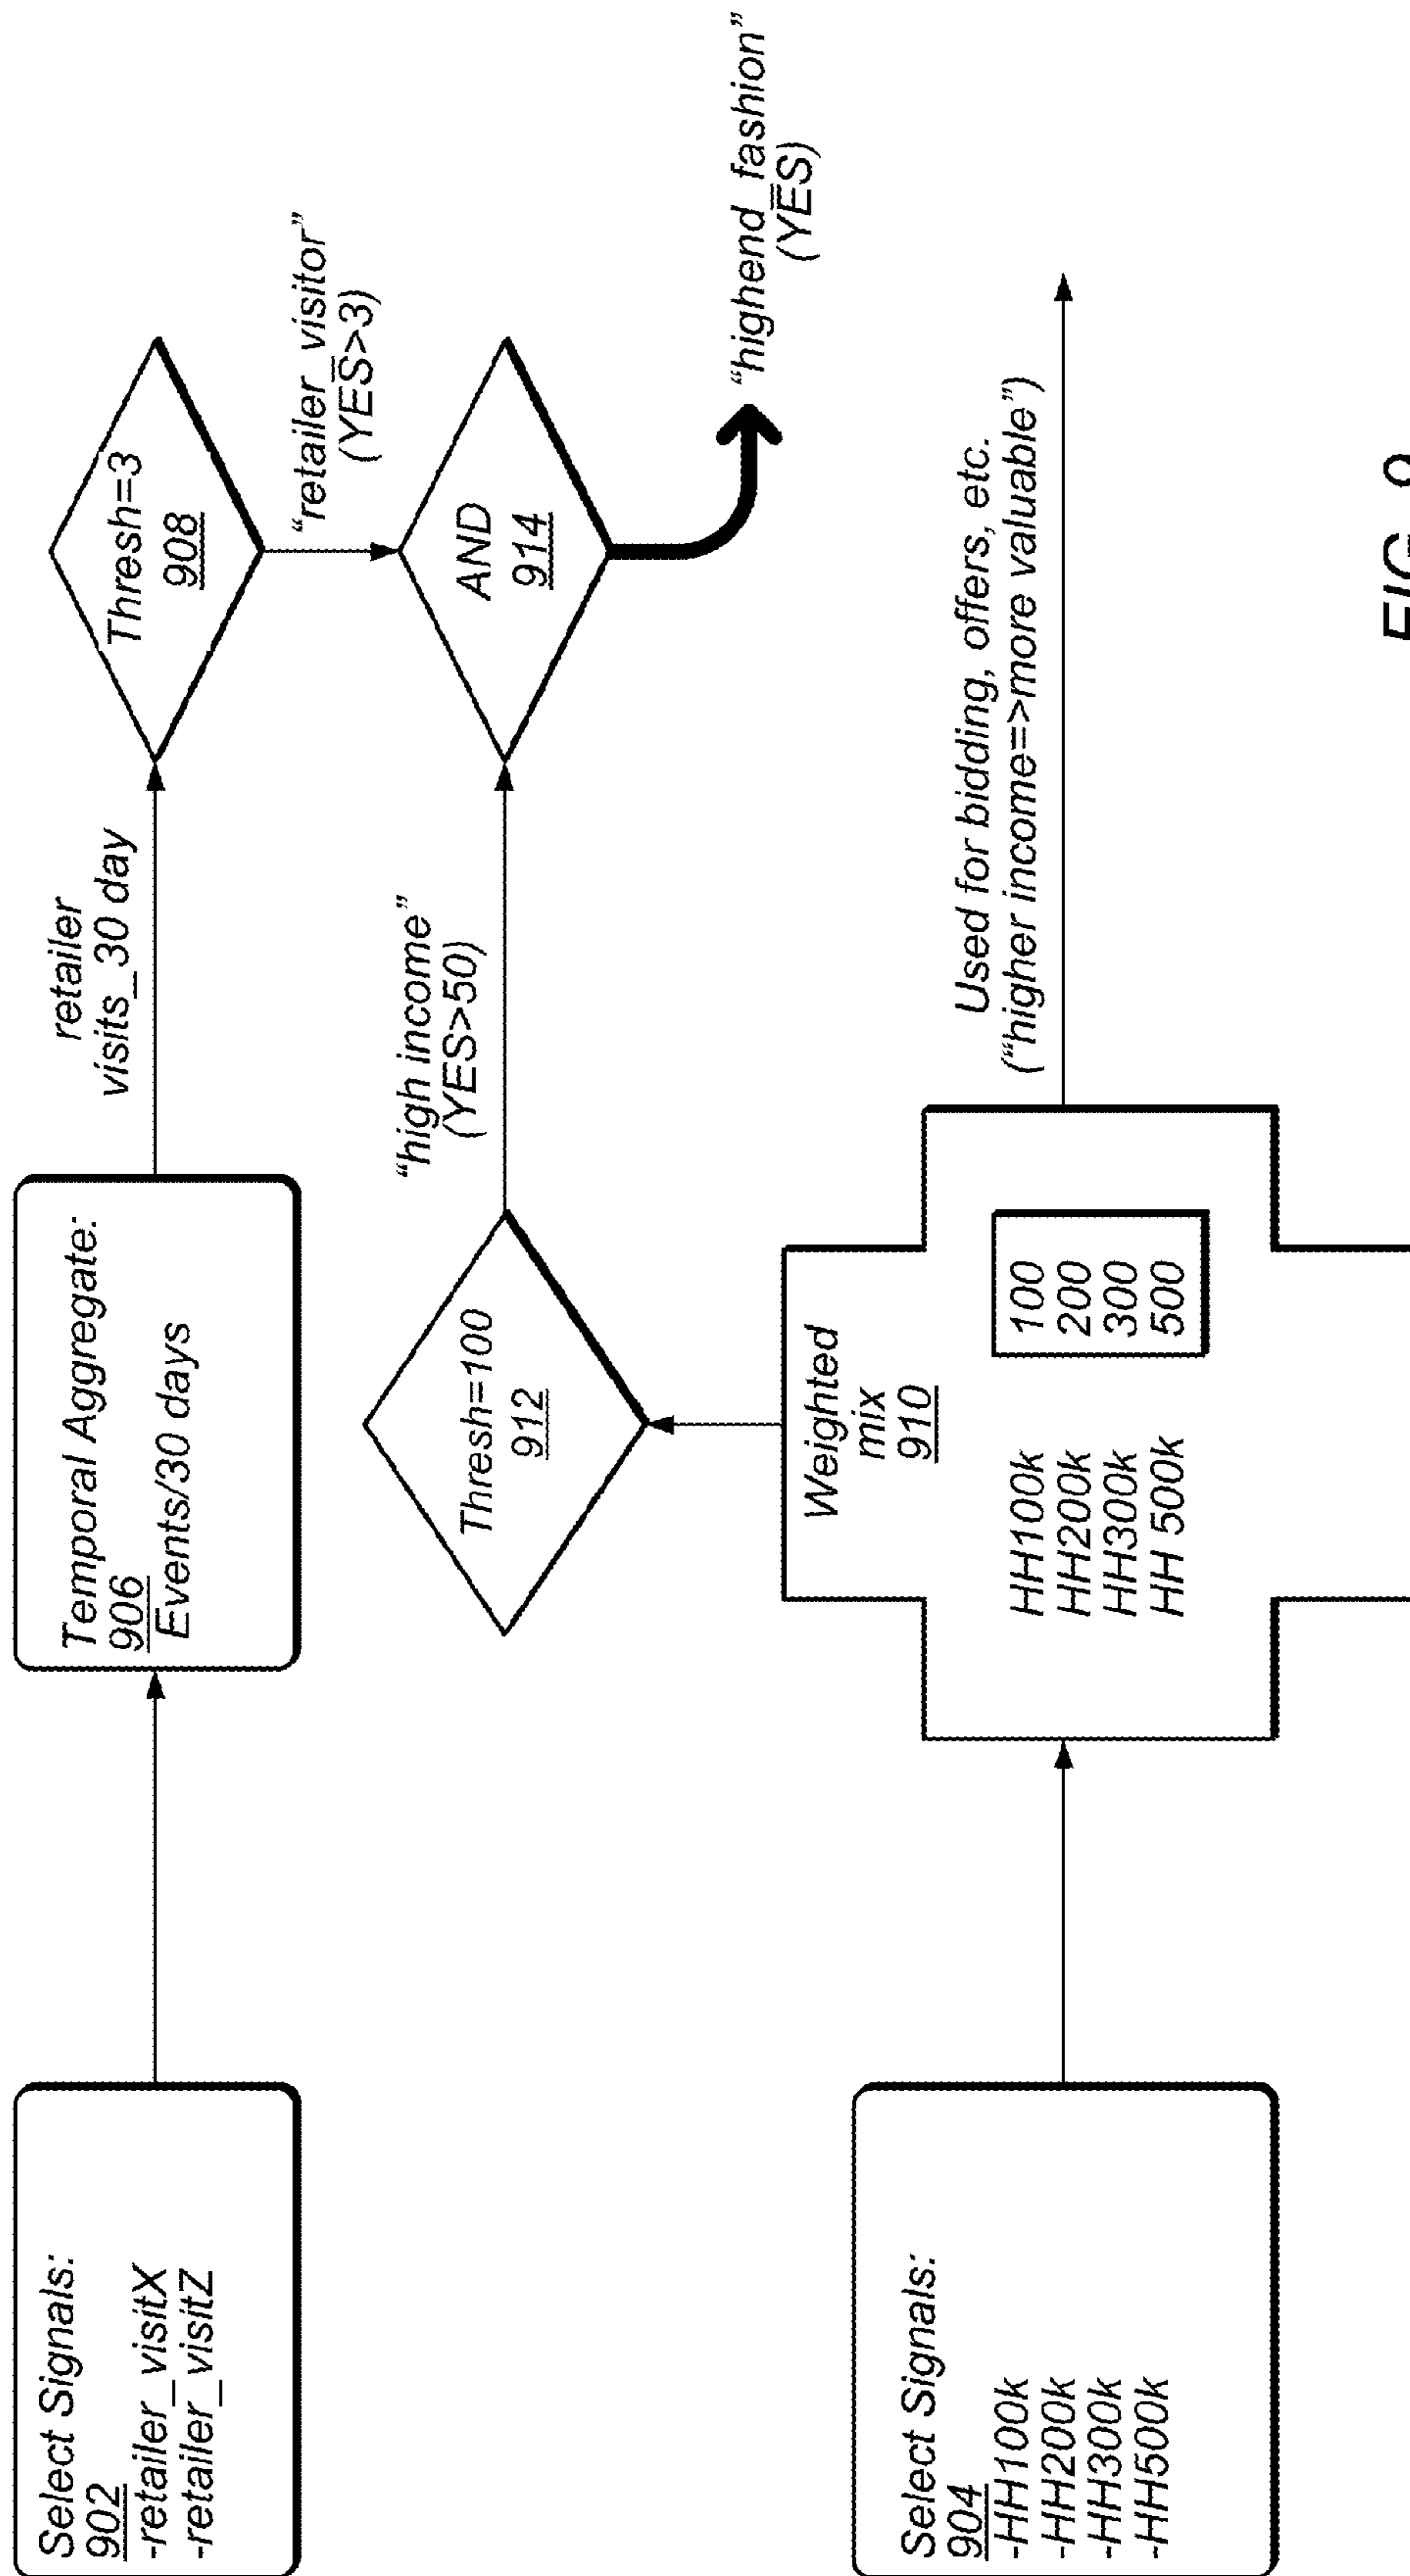 Select Signals:
902
-retailer_visitX
-retailer_visitZ
Temporal Aggregate:
906
Events/30 days
retailer
visits_30 day
Thresh=3
908
“retailer_visitor”
(YES>3)
“high income”
(YES>50)
AND
914
“highend_fashion”
(YES)
Thresh=100
912
Select Signals:
904
-HH100k
-HH200k
-HH300k
-HH500k
Weighted
mix
910
HH100k 100
HH200k 200
HH300k 300
HH 500k 500
Used for bidding, offers, etc.
(“higher income=>more valuable”)